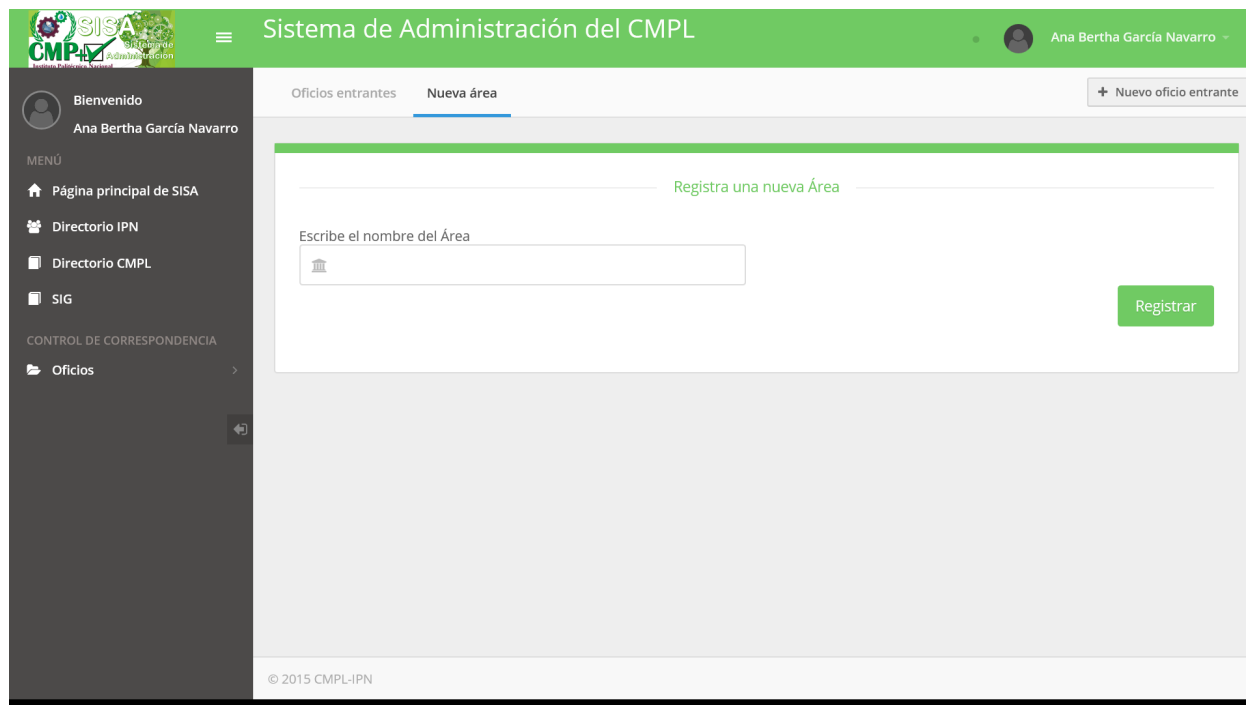 SISA
CMP+L
Sistema de
Administración
Instituto Politécnico Nacional
Sistema de Administración del CMPL
Ana Bertha García Navarro
Bienvenido
Ana Bertha García Navarro
MENÚ
Página principal de SISA
Directorio IPN
Directorio CMPL
SIG
CONTROL DE CORRESPONDENCIA
Oficios
Oficios entrantes
Nueva área
+ Nuevo oficio entrante
Registra una nueva Área
Escribe el nombre del Área
Registrar
© 2015 CMPL-IPN